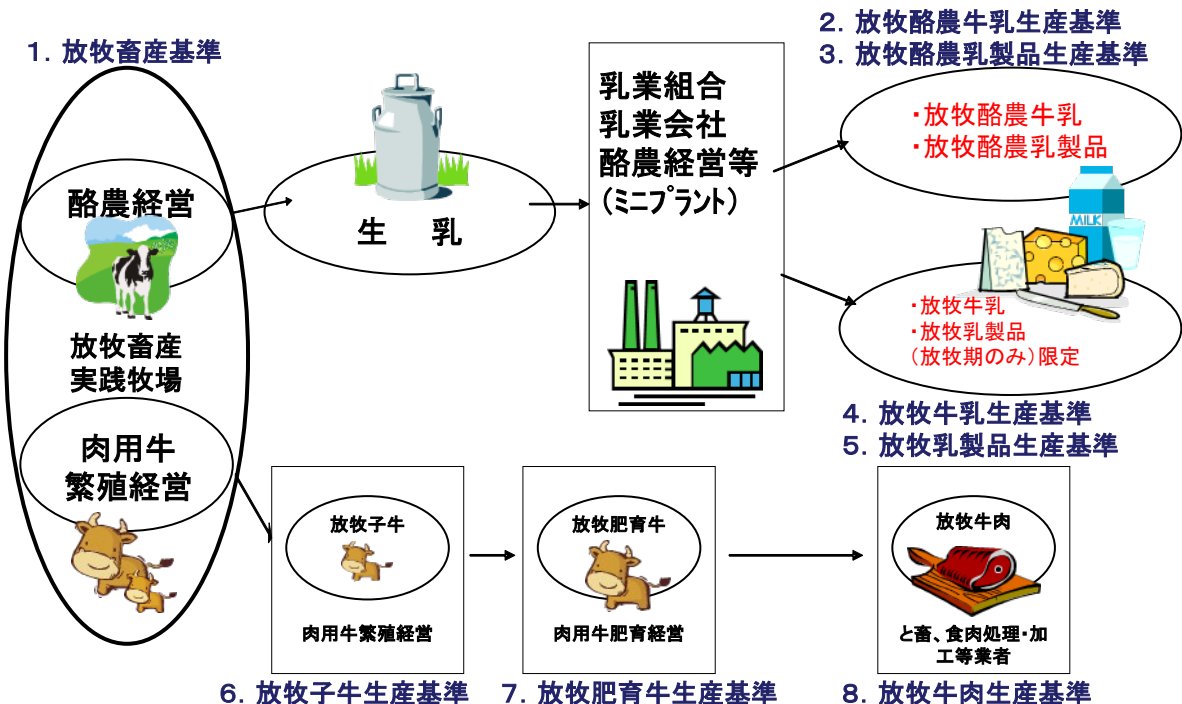 1．放牧畜産基準
酪農経営
放牧畜産
実践牧場
肉用牛
繁殖経営
生　乳
乳業組合
乳業会社
酪農経営等
（ミニプラント）
2．放牧酪農牛乳生産基準
3．放牧酪農乳製品生産基準
・放牧酪農牛乳
・放牧酪農乳製品
MILK
・放牧牛乳
・放牧乳製品
（放牧期のみ）限定
4．放牧牛乳生産基準
5．放牧乳製品生産基準
放牧子牛
肉用牛繁殖経営
6．放牧子牛生産基準
放牧肥育牛
肉用牛肥育経営
7．放牧肥育牛生産基準
放牧牛肉
と畜、食肉処理・加
工等業者
8．放牧牛肉生産基準